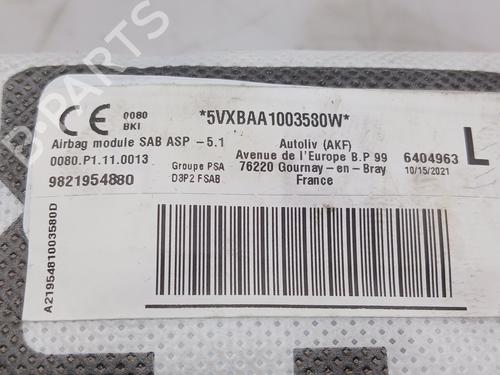 *5VXBAA1003580W*
CE 0080
BKI
Airbag module SAB ASP -5.1
0080.P1.11.0013
9821954880
Groupe PSA
D3P2 FSAB
Autoliv (AKF)
Avenue de l'Europe B.P 99
76220 Gournay-en-Bray
France
L
6404963
10/15/2021
A2195481003580D